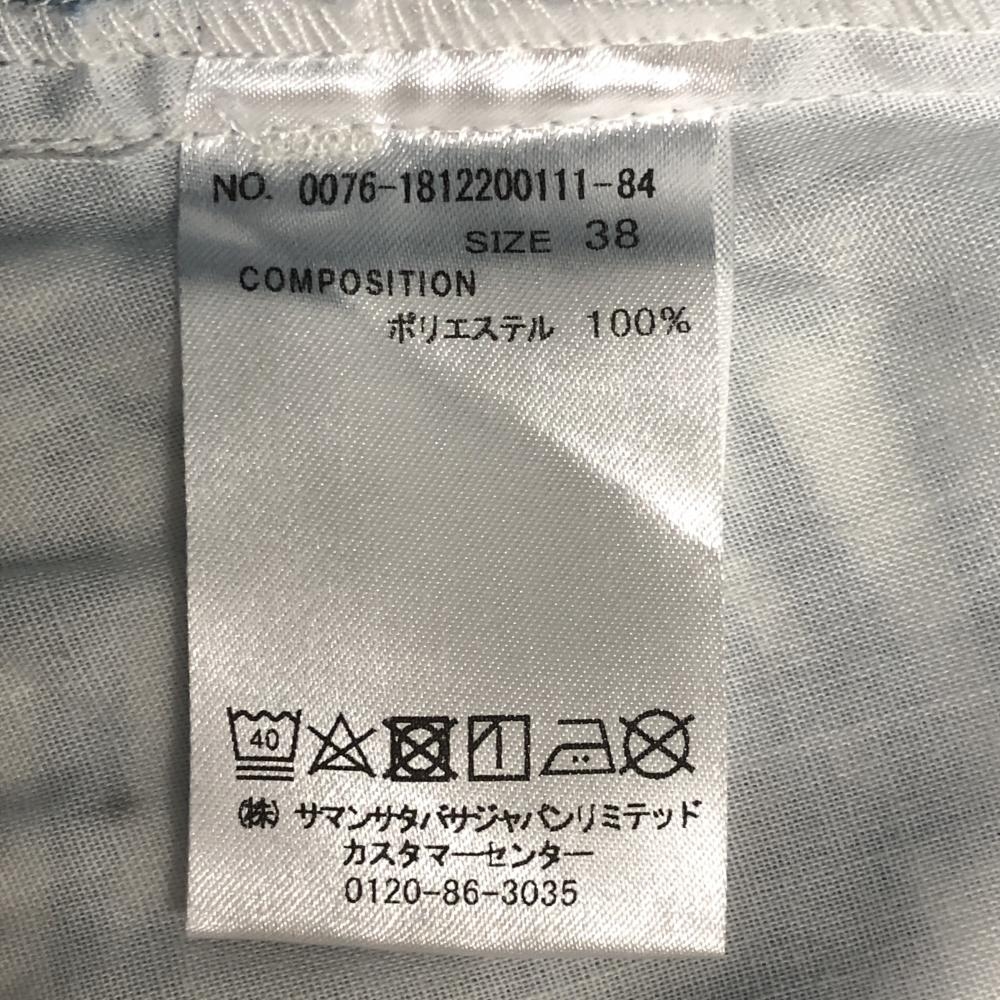 NO. 0076-1812200111-84
SIZE 38
COMPOSITION
ポリエステル 100%
40
(株) サマンサタバサジャパンリミテッド
カスタマーセンター
0120-86-3035